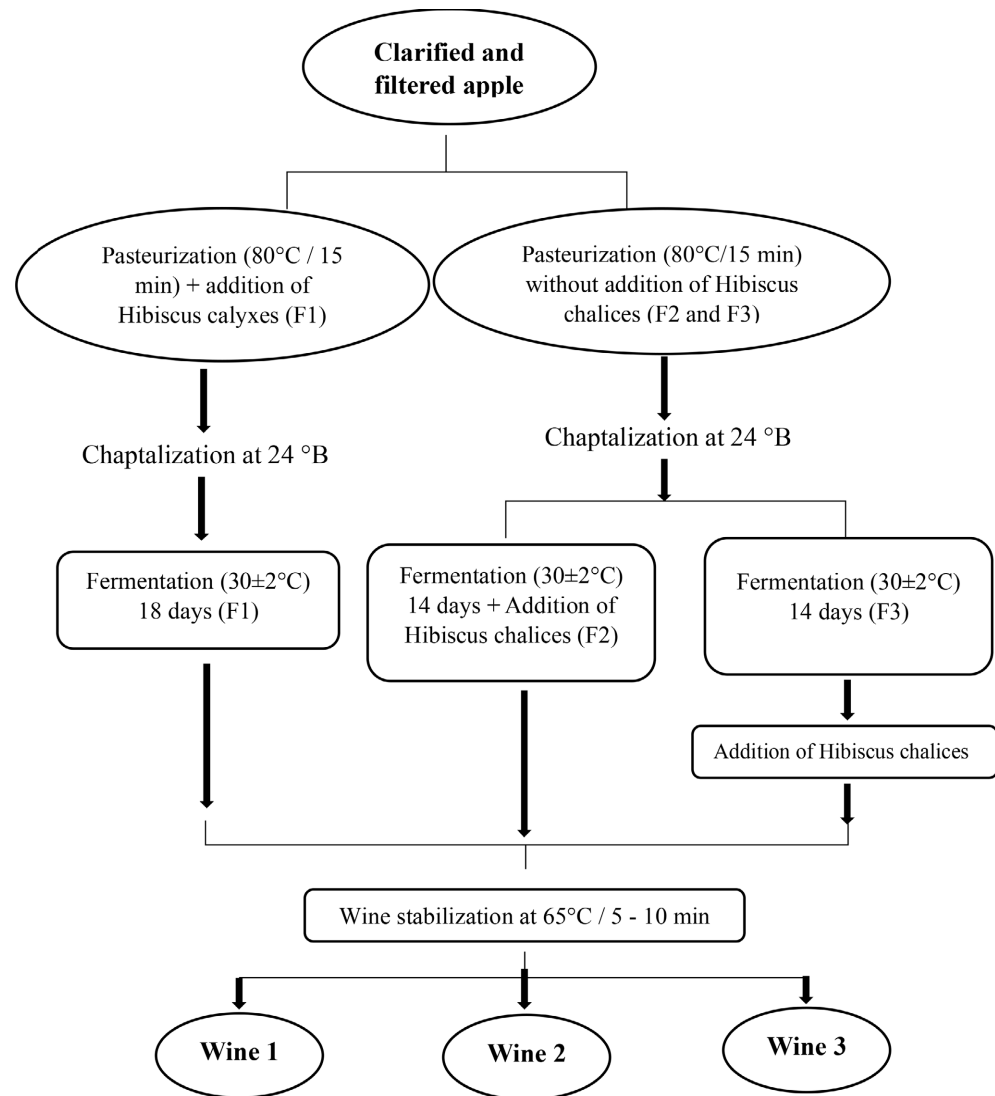 Clarified and
filtered apple
Pasteurization (80°C / 15
min) + addition of
Hibiscus calyxes (F1)
Pasteurization (80°C/15 min)
without addition of Hibiscus
chalices (F2 and F3)
Chaptalization at 24 °B
Chaptalization at 24 °B
Fermentation (30±2°C)
18 days (F1)
Fermentation (30±2°C)
14 days + Addition of
Hibiscus chalices (F2)
Fermentation (30±2°C)
14 days (F3)
Addition of Hibiscus chalices
Wine stabilization at 65°C / 5 - 10 min
Wine 1
Wine 2
Wine 3